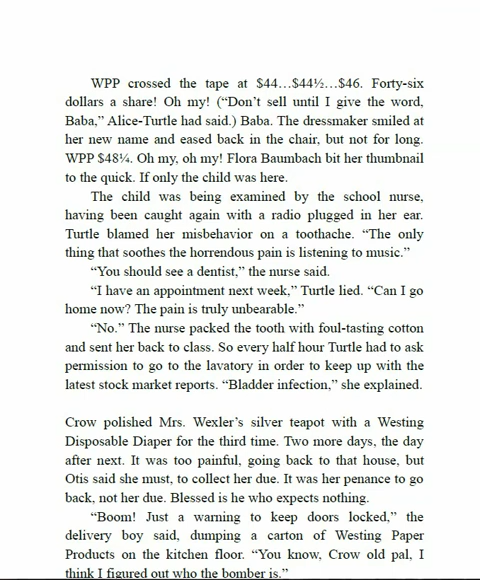 WPP crossed the tape at $44…$44½…$46. Forty-six
dollars a share! Oh my! (“Don’t sell until I give the word,
Baba,” Alice-Turtle had said.) Baba. The dressmaker smiled at
her new name and eased back in the chair, but not for long.
WPP $48¼. Oh my, oh my! Flora Baumbach bit her thumbnail
to the quick. If only the child was here.
The child was being examined by the school nurse,
having been caught again with a radio plugged in her ear.
Turtle blamed her misbehavior on a toothache. “The only
thing that soothes the horrendous pain is listening to music.”
“You should see a dentist,” the nurse said.
“I have an appointment next week,” Turtle lied. “Can I go
home now? The pain is truly unbearable.”
“No.” The nurse packed the tooth with foul-tasting cotton
and sent her back to class. So every half hour Turtle had to ask
permission to go to the lavatory in order to keep up with the
latest stock market reports. “Bladder infection,” she explained.
Crow polished Mrs. Wexler’s silver teapot with a Westing
Disposable Diaper for the third time. Two more days, the day
after next. It was too painful, going back to that house, but
Otis said she must, to collect her due. It was her penance to go
back, not her due. Blessed is he who expects nothing.
“Boom! Just a warning to keep doors locked,” the
delivery boy said, dumping a carton of Westing Paper
Products on the kitchen floor. “You know, Crow old pal, I
think I figured out who the bomber is.”